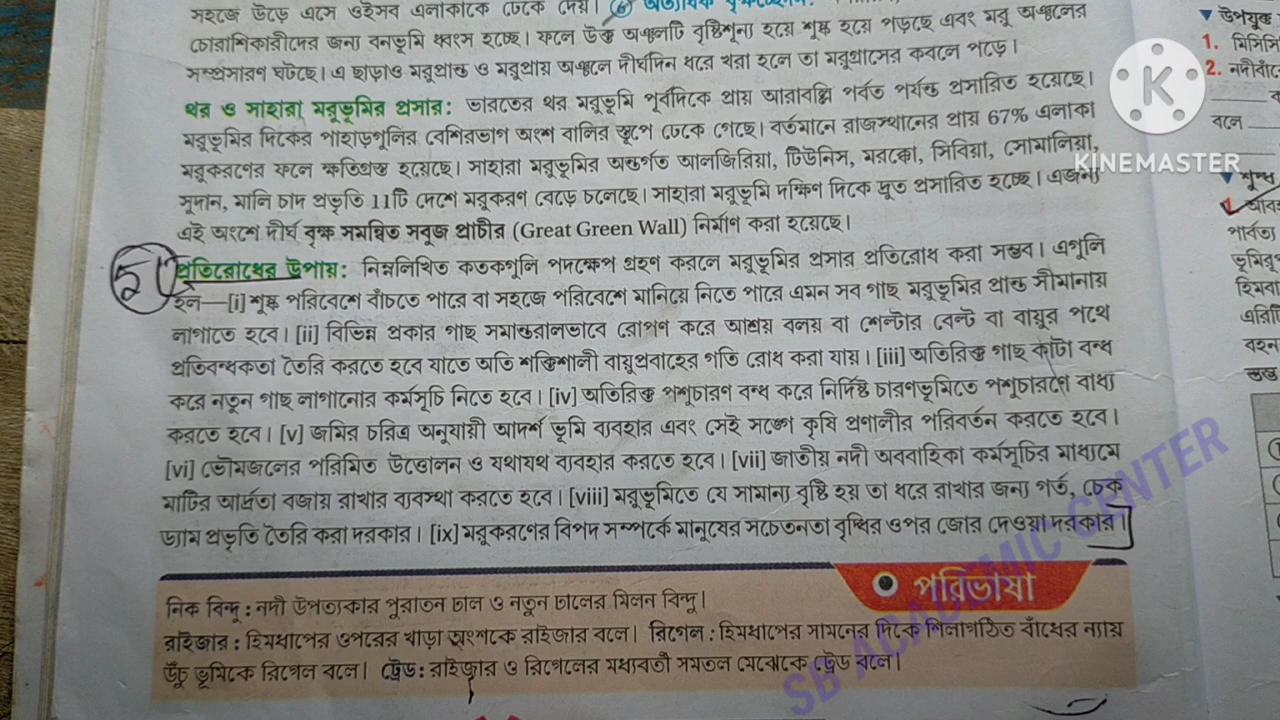 সহজে উড়ে এসে ওইসব এলাকাকে ঢেকে দেয়। 6
চোরাশিকারীদের জন্য বনভূমি ধ্বংস হচ্ছে। ফলে উক্ত অঞ্চলটি বৃষ্টিশূন্য হয়ে শুষ্ক হয়ে পড়ছে এবং মরু অঞ্চলের
সম্প্রসারণ ঘটছে। এ ছাড়াও মরুপ্রান্ত ও মরুপ্রায় অঞ্চলে দীর্ঘদিন ধরে খরা হলে তা মরুগ্রাসের কবলে পড়ে।
থর ও সাহারা মরুভূমির প্রসার: ভারতের থর মরুভূমি পূর্বদিকে প্রায় আরাবল্লি পর্বত পর্যন্ত প্রসারিত হয়েছে।
মরুভূমির দিকের পাহাড়গুলির বেশিরভাগ অংশ বালির স্তূপে ঢেকে গেছে। বর্তমানে রাজস্থানের প্রায় 67% এলাকা
মরুকরণের ফলে ক্ষতিগ্রস্ত হয়েছে। সাহারা মরুভূমির অন্তর্গত আলজিরিয়া, টিউনিস, মরক্কো, সিবিয়া, সোমালিয়া,
সুদান, মালি চাদ প্রভৃতি 11টি দেশে মরুকরণ বেড়ে চলেছে। সাহারা মরুভূমি দক্ষিণ দিকে দ্রুত প্রসারিত হচ্ছে। এজন্য
এই অংশে দীর্ঘ বৃক্ষ সমন্বিত সবুজ প্রাচীর (Great Green Wall) নির্মাণ করা হয়েছে।
প্রতিরোধের উপায়: নিম্নলিখিত কতকগুলি পদক্ষেপ গ্রহণ করলে মরুভূমির প্রসার প্রতিরোধ করা সম্ভব। এগুলি
হল—[i] শুষ্ক পরিবেশে বাঁচতে পারে বা সহজে পরিবেশে মানিয়ে নিতে পারে এমন সব গাছ মরুভূমির প্রান্ত সীমানায়
লাগাতে হবে। [ii] বিভিন্ন প্রকার গাছ সমান্তরালভাবে রোপণ করে আশ্রয় বলয় বা শেল্টার বেল্ট বা বায়ুর পথে
প্রতিবন্ধকতা তৈরি করতে হবে যাতে অতি শক্তিশালী বায়ুপ্রবাহের গতি রোধ করা যায়। [iii] অতিরিক্ত গাছ কাটা বন্ধ
করে নতুন গাছ লাগানোর কর্মসূচি নিতে হবে। [iv] অতিরিক্ত পশুচারণ বন্ধ করে নির্দিষ্ট চারণভূমিতে পশুচারণে বাধ্য
করতে হবে। [v] জমির চরিত্র অনুযায়ী আদর্শ ভূমি ব্যবহার এবং সেই সঙ্গে কৃষি প্রণালীর পরিবর্তন করতে হবে।
[vi] ভৌমজলের পরিমিত উত্তোলন ও যথাযথ ব্যবহার করতে হবে। [vii] জাতীয় নদী অববাহিকা কর্মসূচির মাধ্যমে
মাটির আর্দ্রতা বজায় রাখার ব্যবস্থা করতে হবে। [viii] মরুভূমিতে যে সামান্য বৃষ্টি হয় তা ধরে রাখার জন্য গর্ত, চেক
ড্যাম প্রভৃতি তৈরি করা দরকার। [ix] মরুকরণের বিপদ সম্পর্কে মানুষের সচেতনতা বৃদ্ধির ওপর জোর দেওয়া দরকার।
পরিভাষা
নিক বিন্দু : নদী উপত্যকার পুরাতন ঢাল ও নতুন ঢালের মিলন বিন্দু।
রাইজার : হিমধাপের ওপরের খাড়া অংশকে রাইজার বলে। রিগেল : হিমধাপের সামনের দিকে শিলাগঠিত বাঁধের ন্যায়
উঁচু ভূমিকে রিগেল বলে। ট্রেড: রাইজার ও রিগেলের মধ্যবর্তী সমতল মেঝেকে ট্রেড বলে।
KINEMASTER
SB ACADEMIC CENTER
▼ উপযুক্ত
1. মিসিসি
2. নদীবাঁকে
বলে
▼ শূন্য
পার্বত্য
ভূমিরূ
হিমবা
এরিটি
বহন